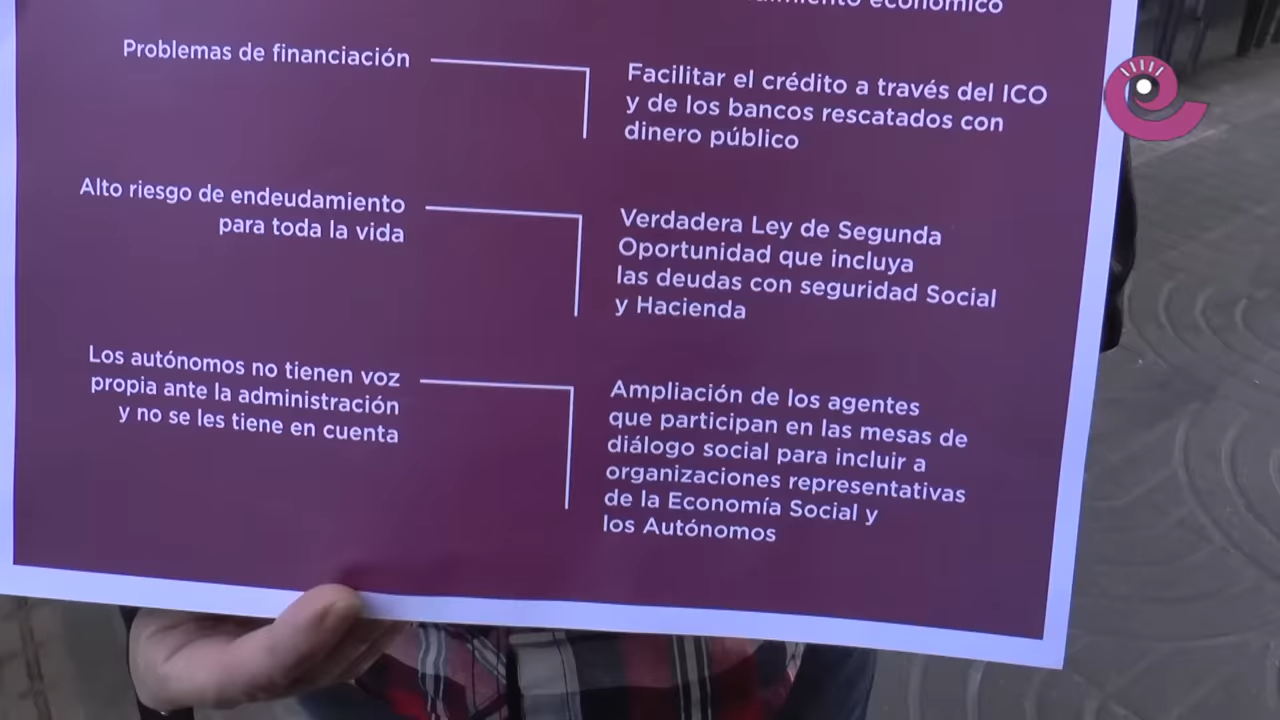 económico
Problemas de financiación
Facilitar el crédito a través del ICO
y de los bancos rescatados con
dinero público
Alto riesgo de endeudamiento
para toda la vida
Verdadera Ley de Segunda
Oportunidad que incluya
las deudas con seguridad Social
y Hacienda
Los autónomos no tienen voz
propia ante la administración
y no se les tiene en cuenta
Ampliación de los agentes
que participan en las mesas de
diálogo social para incluir a
organizaciones representativas
de la Economía Social y
los Autónomos